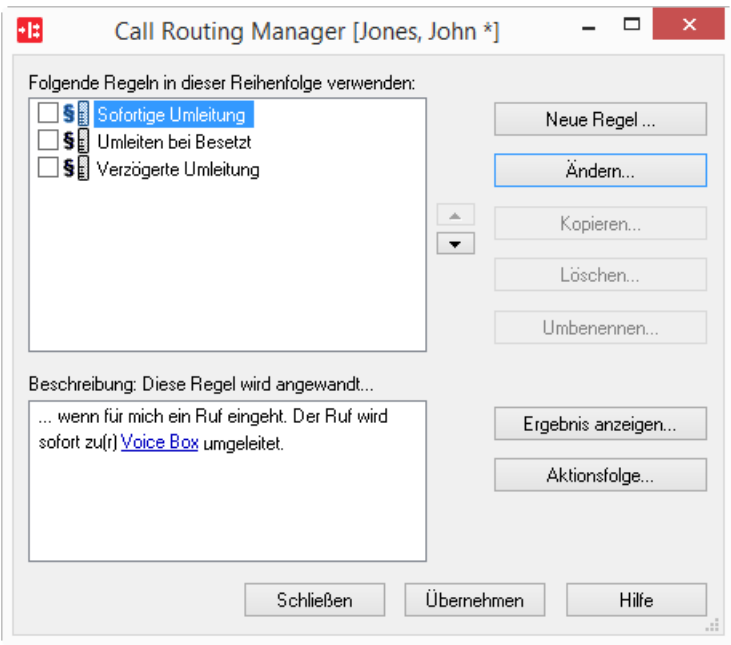 Call Routing Manager [Jones, John *]
Folgende Regeln in dieser Reihenfolge verwenden:
§ Sofortige Umleitung
§ Umleiten bei Besetzt
§ Verzögerte Umleitung
Neue Regel ...
Ändern...
Kopieren...
Löschen...
Umbenennen...
Beschreibung: Diese Regel wird angewandt...
... wenn für mich ein Ruf eingeht. Der Ruf wird
sofort zu(r) Voice Box umgeleitet.
Ergebnis anzeigen...
Aktionsfolge...
Schließen
Übernehmen
Hilfe